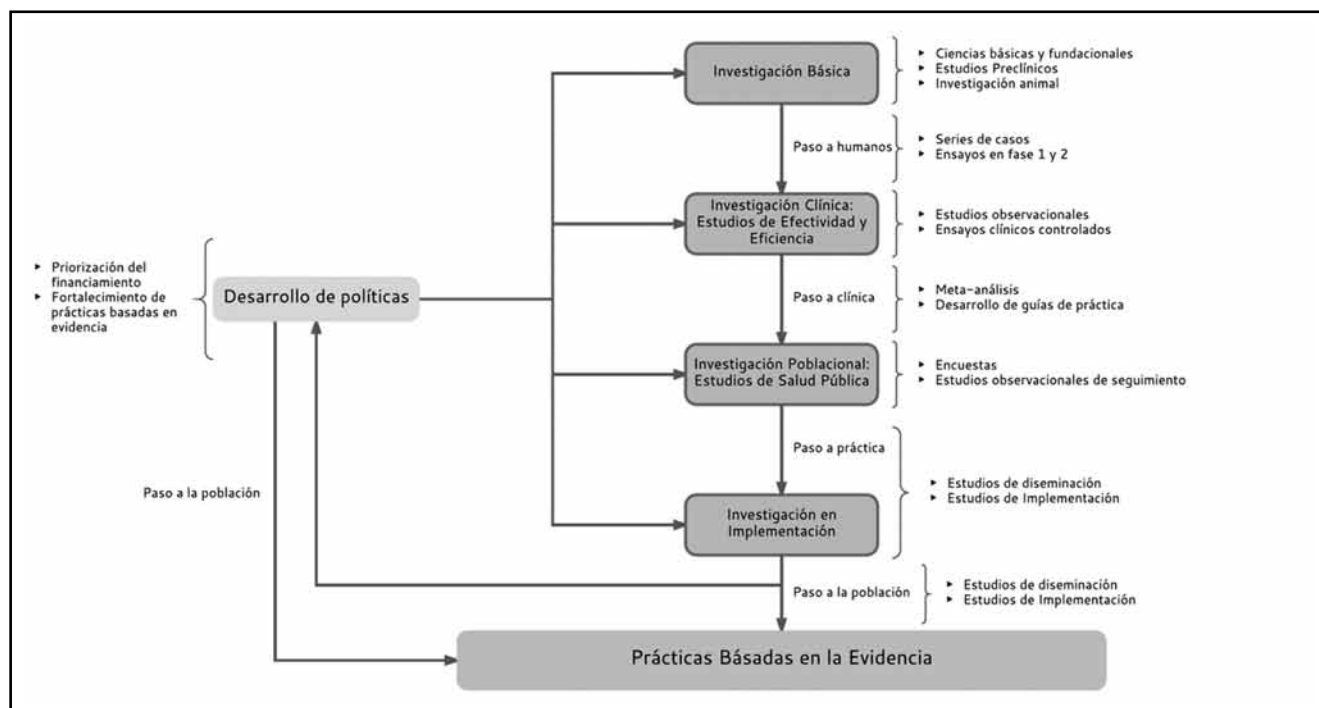 Investigación Básica
▸ Ciencias básicas y fundacionales
▸ Estudios Preclínicos
▸ Investigación animal
Paso a humanos
▸ Series de casos
▸ Ensayos en fase 1 y 2
Investigación Clínica:
Estudios de Efectividad y
Eficiencia
▸ Estudios observacionales
▸ Ensayos clínicos controlados
▸ Priorización del
financiamiento
▸ Fortalecimiento de
prácticas basadas en
evidencia
Desarrollo de políticas
Paso a clínica
▸ Meta-análisis
▸ Desarrollo de guías de práctica
Investigación Poblacional:
Estudios de Salud Pública
▸ Encuestas
▸ Estudios observacionales de seguimiento
Paso a práctica
▸ Estudios de diseminación
▸ Estudios de Implementación
Paso a la población
Investigación en
Implementación
Paso a la población
▸ Estudios de diseminación
▸ Estudios de Implementación
Prácticas Básadas en la Evidencia